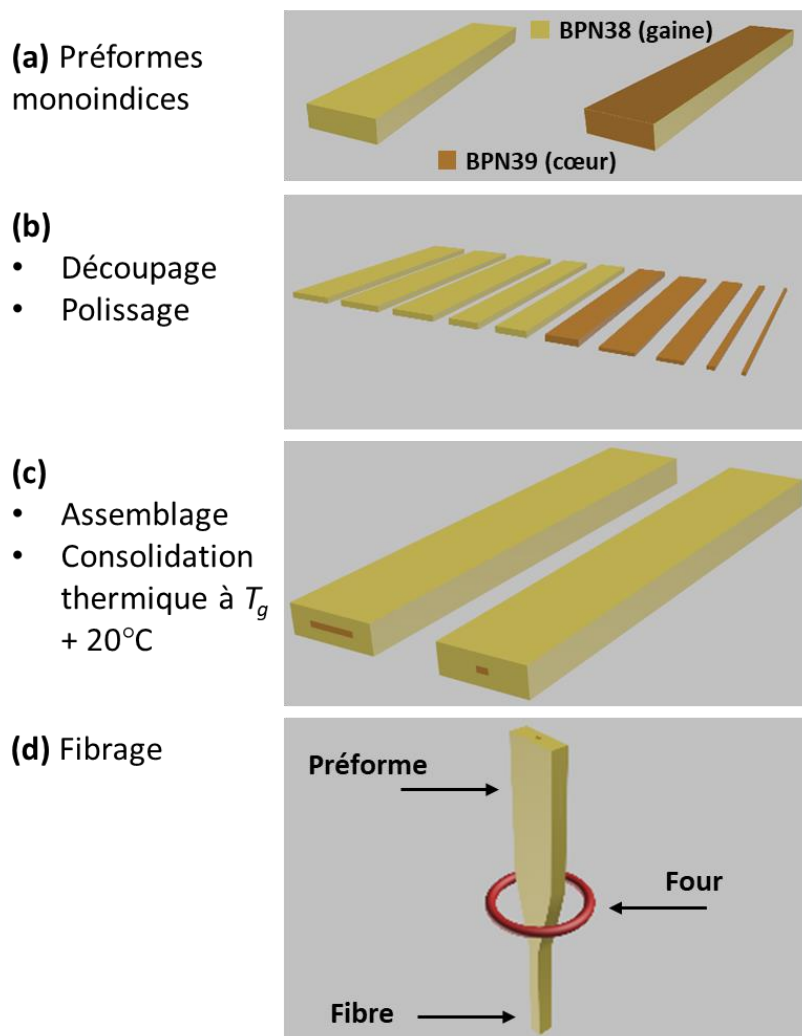 (a) Préformes
monoindices
BPN38 (gaine)
BPN39 (cœur)
(b)
• Découpage
• Polissage
(c)
• Assemblage
• Consolidation
thermique à Tg
+ 20°C
(d) Fibrage
Préforme
Four
Fibre